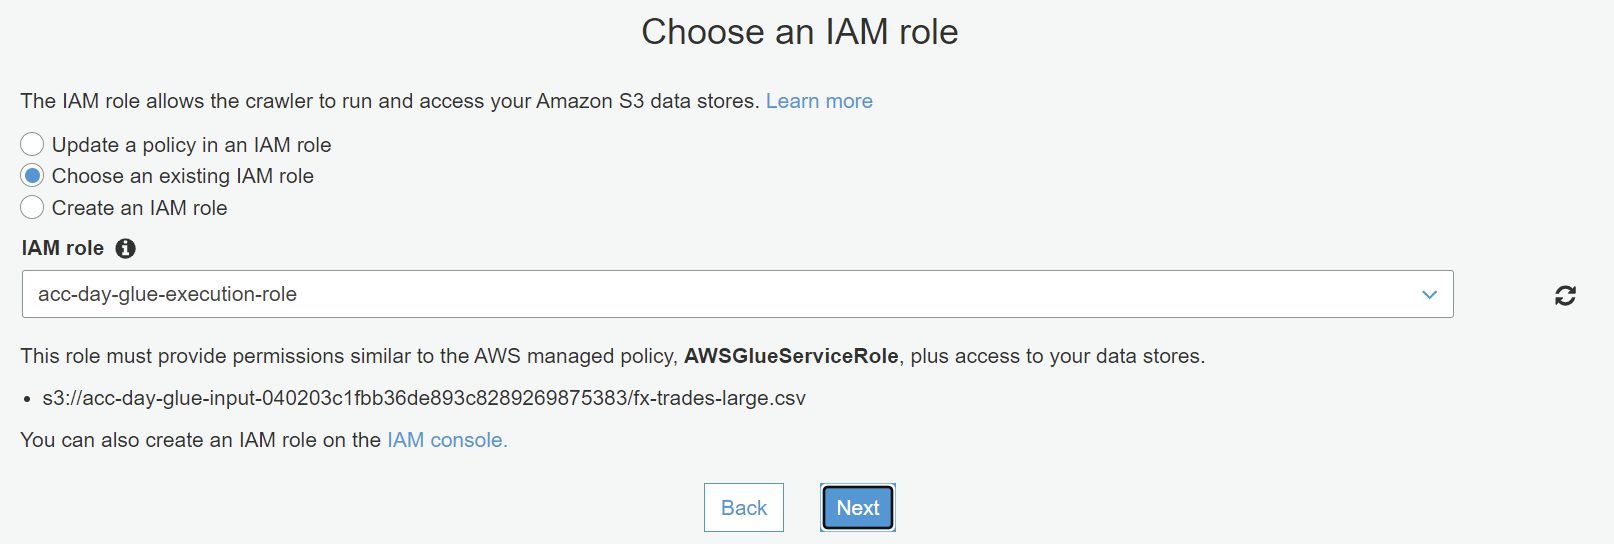 Choose an IAM role
The IAM role allows the crawler to run and access your Amazon S3 data stores. Learn more
Update a policy in an IAM role
Choose an existing IAM role
Create an IAM role
IAM role
acc-day-glue-execution-role
This role must provide permissions similar to the AWS managed policy, AWSGlueServiceRole, plus access to your data stores.
• s3://acc-day-glue-input-040203c1fbb36de893c8289269875383/fx-trades-large.csv
You can also create an IAM role on the IAM console.
Back
Next